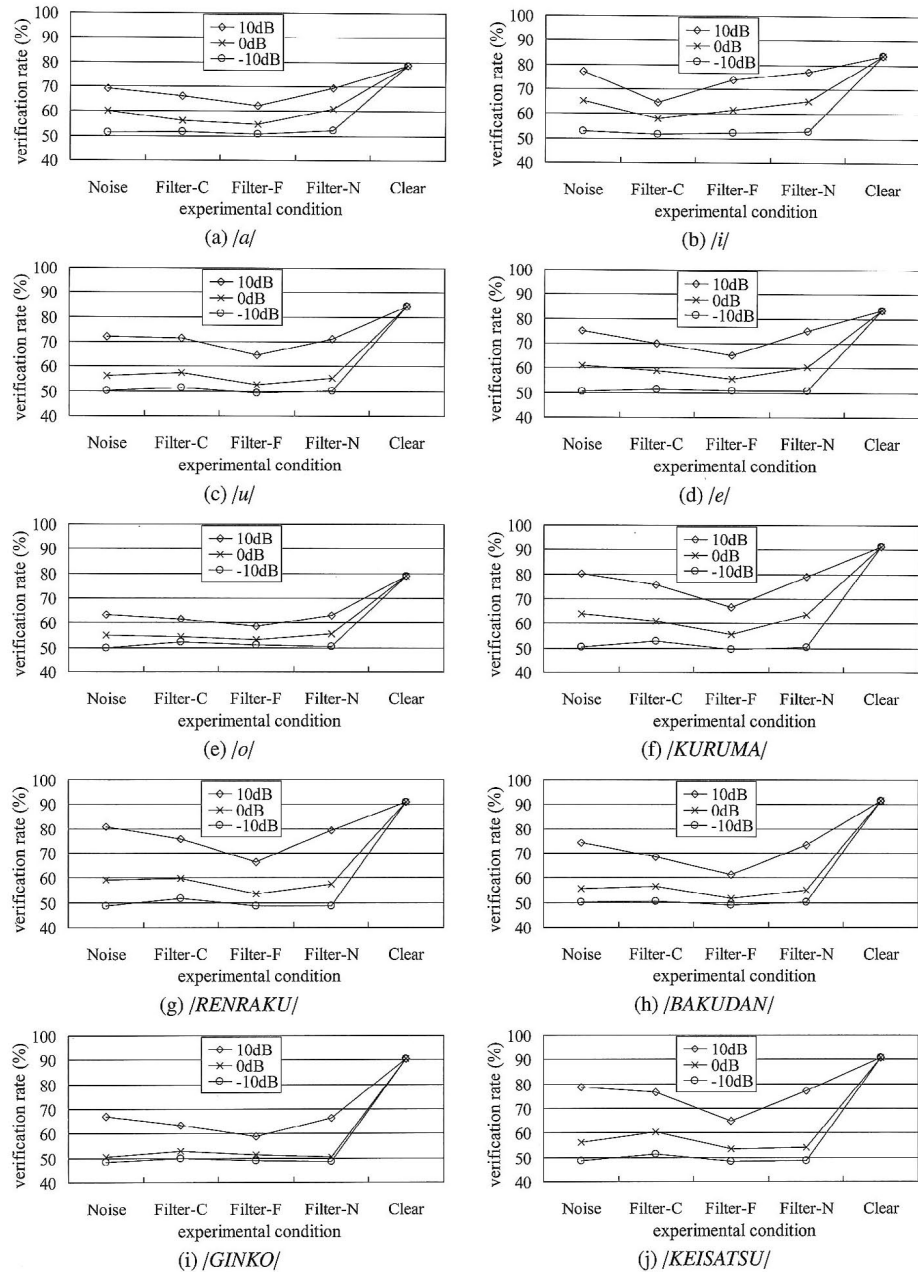 100
90
80
70
60
50
40
verification rate (%)
10dB
0dB
-10dB
Noise Filter-C Filter-F Filter-N Clear
experimental condition
(a) /a/
100
90
80
70
60
50
40
verification rate (%)
10dB
0dB
-10dB
Noise Filter-C Filter-F Filter-N Clear
experimental condition
(b) /i/
100
90
80
70
60
50
40
verification rate (%)
10dB
0dB
-10dB
Noise Filter-C Filter-F Filter-N Clear
experimental condition
(c) /u/
100
90
80
70
60
50
40
verification rate (%)
10dB
0dB
-10dB
Noise Filter-C Filter-F Filter-N Clear
experimental condition
(d) /e/
100
90
80
70
60
50
40
verification rate (%)
10dB
0dB
-10dB
Noise Filter-C Filter-F Filter-N Clear
experimental condition
(e) /o/
100
90
80
70
60
50
40
verification rate (%)
10dB
0dB
-10dB
Noise Filter-C Filter-F Filter-N Clear
experimental condition
(f) /KURUMA/
100
90
80
70
60
50
40
verification rate (%)
10dB
0dB
-10dB
Noise Filter-C Filter-F Filter-N Clear
experimental condition
(g) /RENRAKU/
100
90
80
70
60
50
40
verification rate (%)
10dB
0dB
-10dB
Noise Filter-C Filter-F Filter-N Clear
experimental condition
(h) /BAKUDAN/
100
90
80
70
60
50
40
verification rate (%)
10dB
0dB
-10dB
Noise Filter-C Filter-F Filter-N Clear
experimental condition
(i) /GINKO/
100
90
80
70
60
50
40
verification rate (%)
10dB
0dB
-10dB
Noise Filter-C Filter-F Filter-N Clear
experimental condition
(j) /KEISATSU/